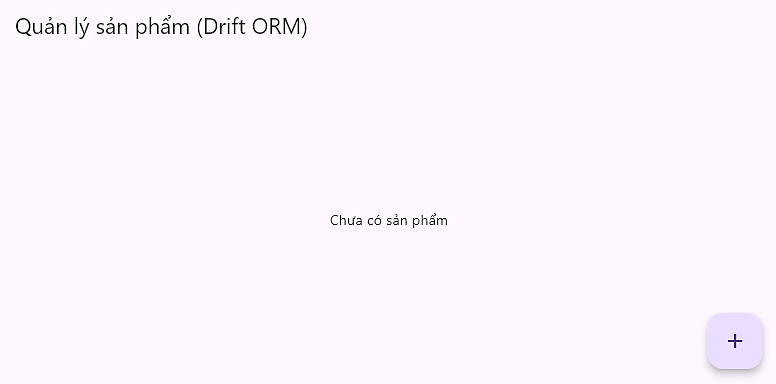 Quản lý sản phẩm (Drift ORM)
Chưa có sản phẩm
+